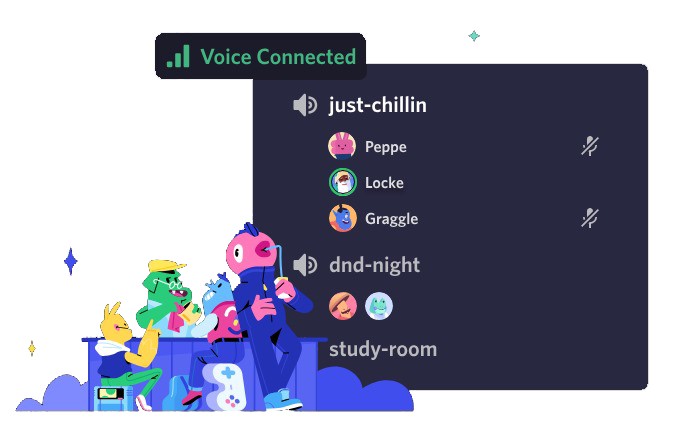 Voice Connected
just-chillin
Peppe
Locke
Graggle
dnd-night
study-room